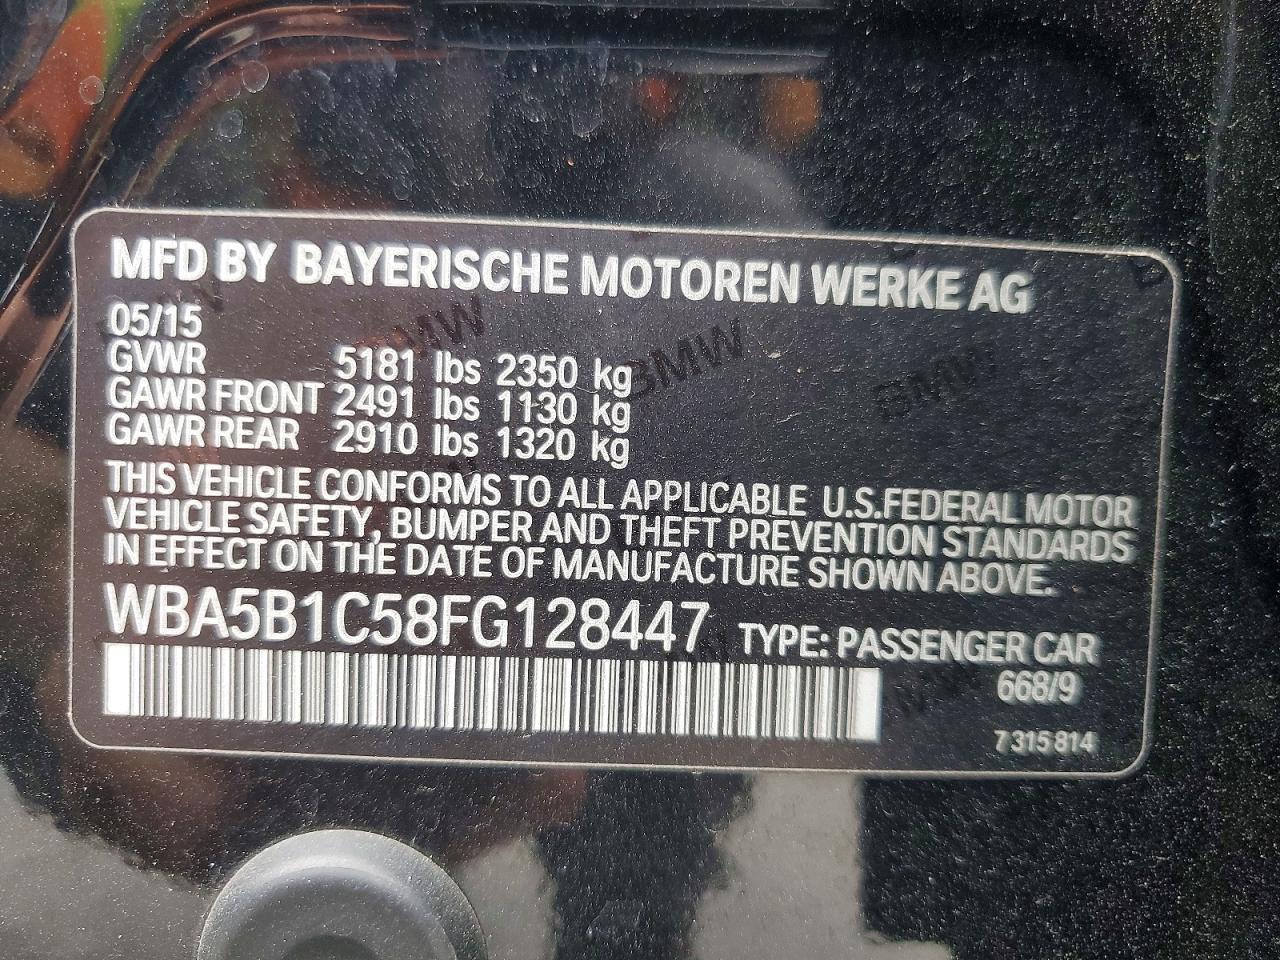 MFD BY BAYERISCHE MOTOREN WERKE AG
05/15
GVWR 5181 lbs 2350 kg
GAWR FRONT 2491 lbs 1130 kg
GAWR REAR 2910 lbs 1320 kg
THIS VEHICLE CONFORMS TO ALL APPLICABLE U.S.FEDERAL MOTOR
VEHICLE SAFETY, BUMPER AND THEFT PREVENTION STANDARDS
IN EFFECT ON THE DATE OF MANUFACTURE SHOWN ABOVE.
WBA5B1C58FG128447 TYPE: PASSENGER CAR
668/9
7 315 814
BMW
BMW
BMW